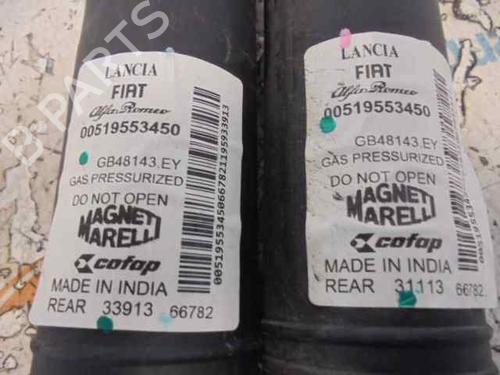 LANCIA
FIAT
Alfa Romeo
00519553450
GB48143.EY
GAS PRESSURIZED
DO NOT OPEN
MAGNETI
MARELLI
cofap
MADE IN INDIA
REAR 33913 66782
005195534506678211959339​13
LANCIA
FIAT
Alfa Romeo
00519553450
GB48143.EY
GAS PRESSURIZED
DO NOT OPEN
MAGNETI
MARELLI
cofap
MADE IN INDIA
REAR 31113 66782
B-PARTS